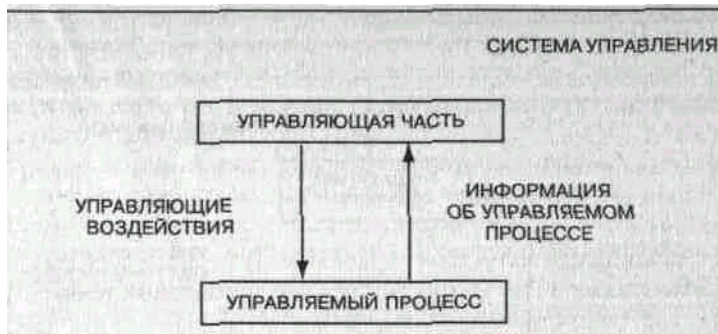 СИСТЕМА УПРАВЛЕНИЯ
УПРАВЛЯЮЩАЯ ЧАСТЬ
УПРАВЛЯЮЩИЕ
ВОЗДЕЙСТВИЯ
ИНФОРМАЦИЯ
ОБ УПРАВЛЯЕМОМ
ПРОЦЕССЕ
УПРАВЛЯЕМЫЙ ПРОЦЕСС